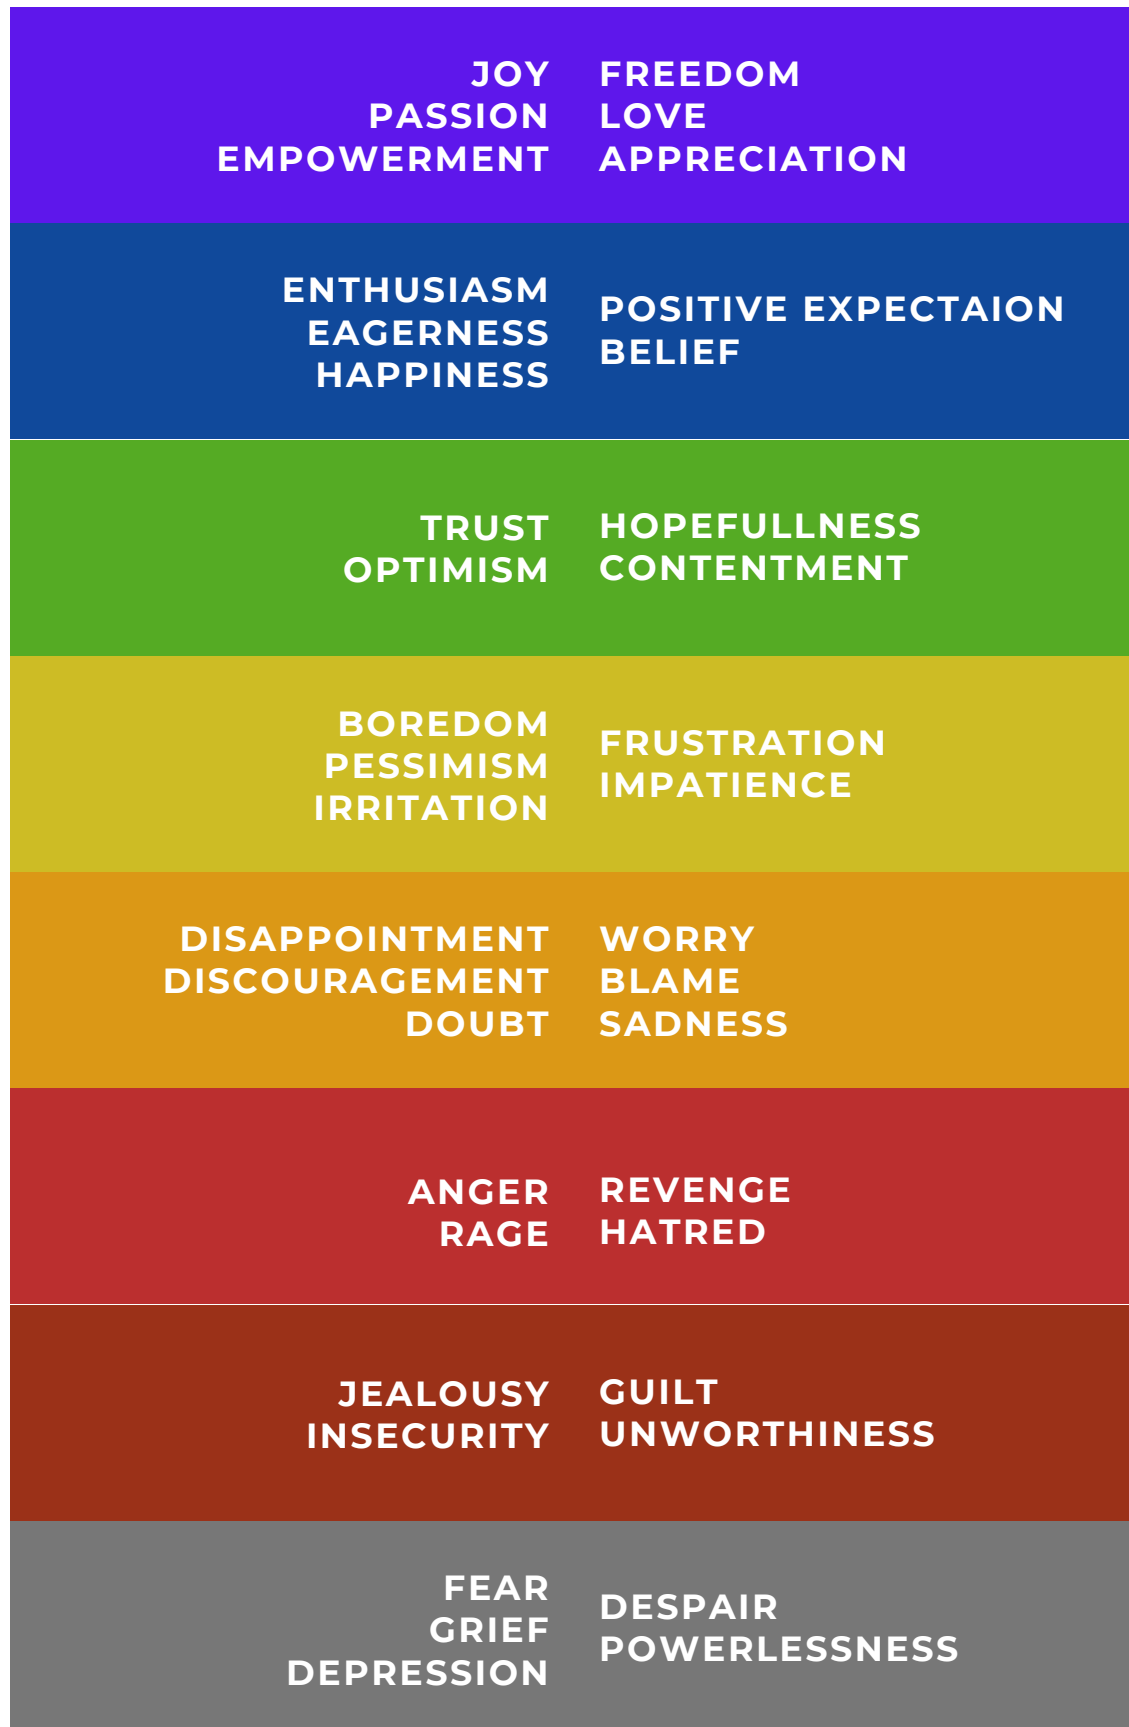 JOY
PASSION
EMPOWERMENT
FREEDOM
LOVE
APPRECIATION
ENTHUSIASM
EAGERNESS
HAPPINESS
POSITIVE EXPECTAION
BELIEF
TRUST
OPTIMISM
HOPEFULLNESS
CONTENTMENT
BOREDOM
PESSIMISM
IRRITATION
FRUSTRATION
IMPATIENCE
DISAPPOINTMENT
DISCOURAGEMENT
DOUBT
WORRY
BLAME
SADNESS
ANGER
RAGE
REVENGE
HATRED
JEALOUSY
INSECURITY
GUILT
UNWORTHINESS
FEAR
GRIEF
DEPRESSION
DESPAIR
POWERLESSNESS